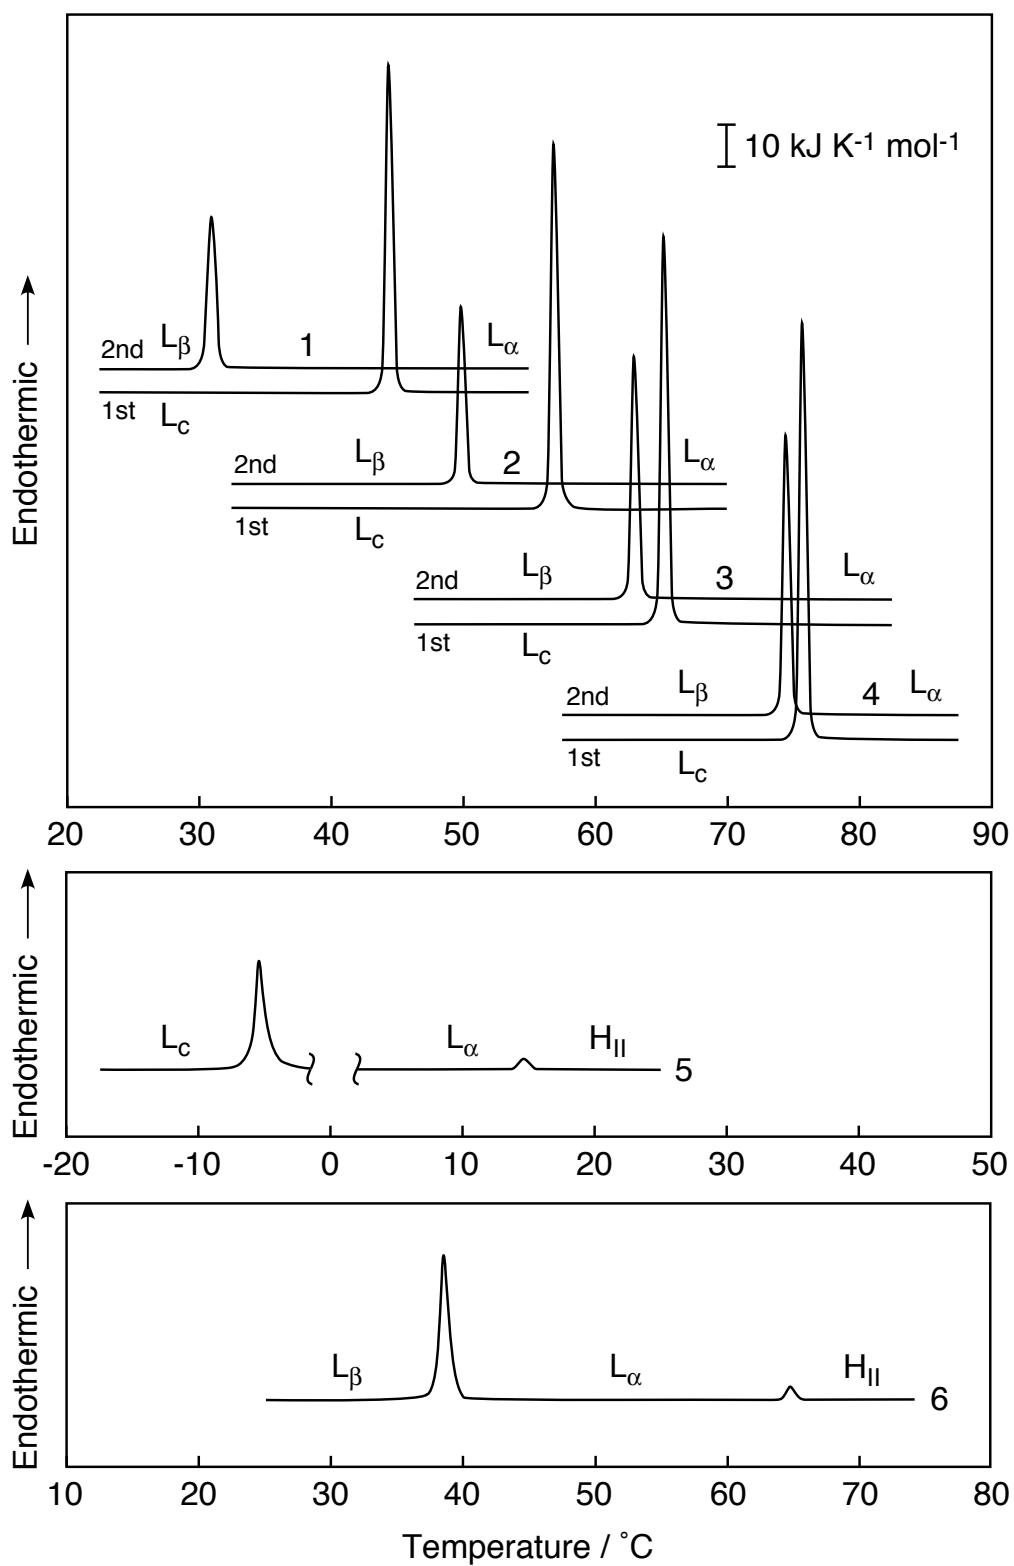 10 kJ K-1 mol-1
Endothermic
2nd Lβ 1 Lα
1st Lc
2nd Lβ 2 Lα
1st Lc
2nd Lβ 3 Lα
1st Lc
2nd Lβ 4 Lα
1st Lc
20 30 40 50 60 70 80 90
Endothermic
Lc Lα HII 5
-20 -10 0 10 20 30 40 50
Endothermic
Lβ Lα HII 6
10 20 30 40 50 60 70 80
Temperature / ˚C